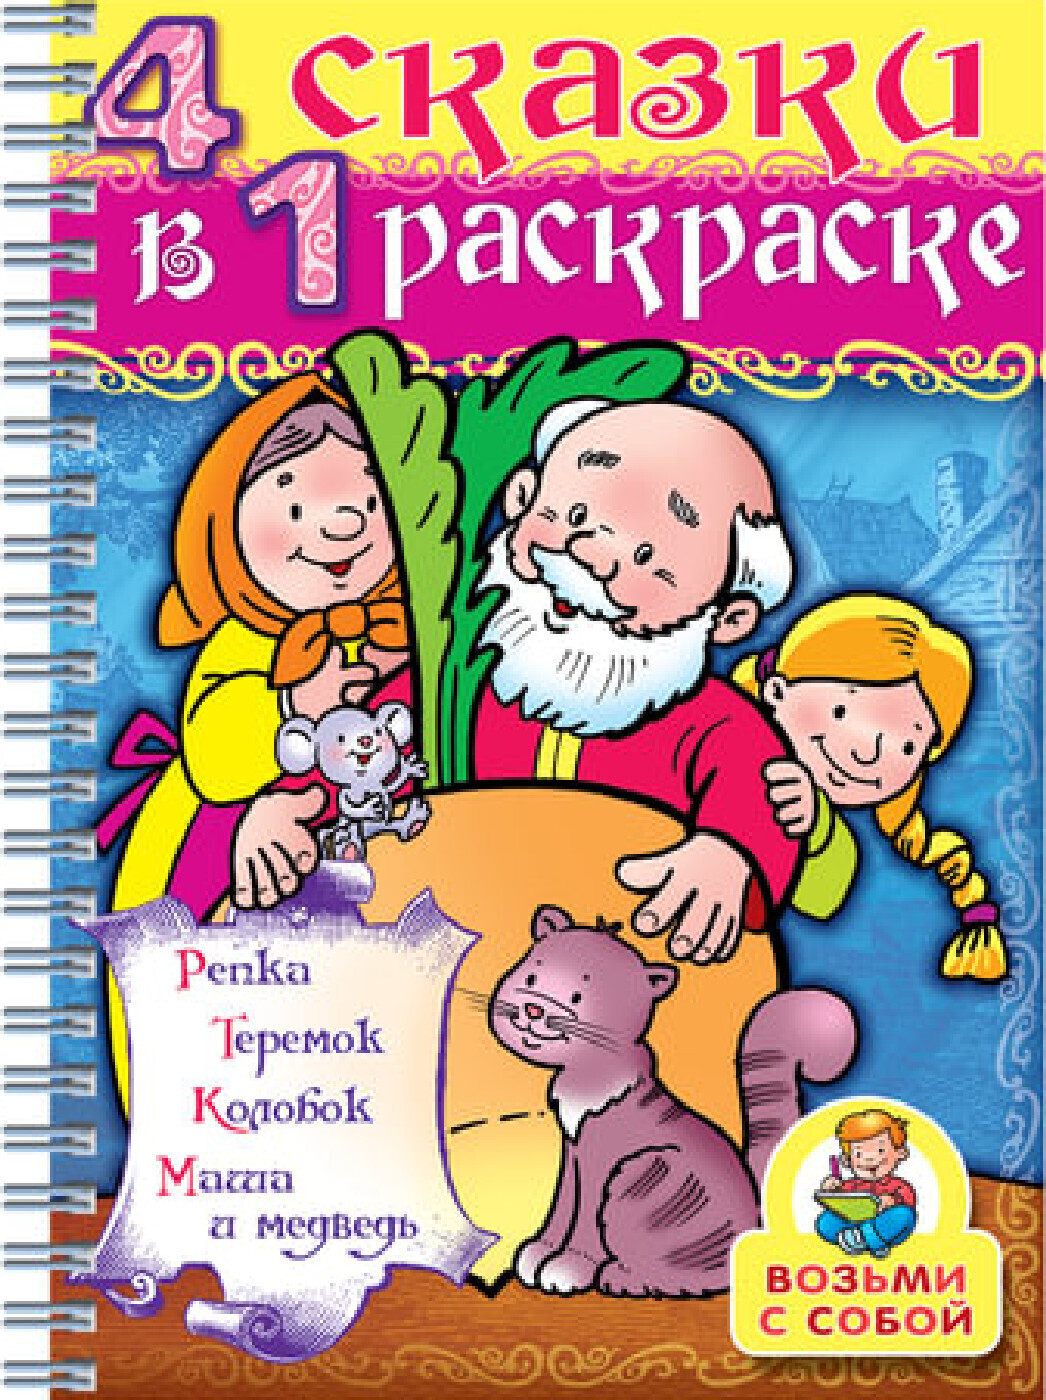 4 сказки
в 1 раскраске
Репка
Теремок
Колобок
Маша
и медведь
ВОЗЬМИ
С СОБОЙ